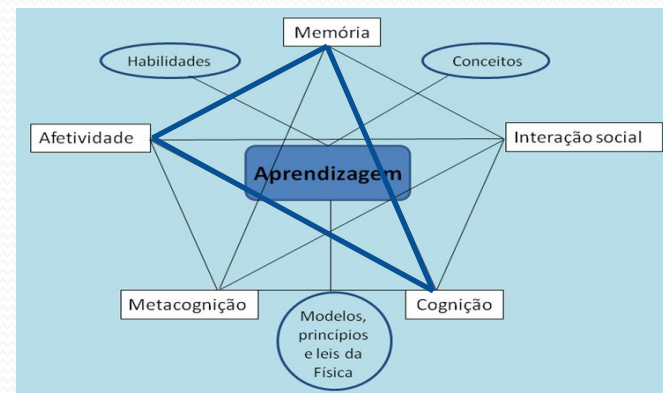 Memória
Habilidades
Conceitos
Afetividade
Interação social
Aprendizagem
Metacognição
Cognição
Modelos,
princípios
e leis da
Física